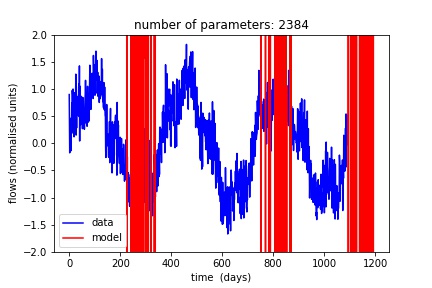 number of parameters: 2384
flows (normalised units)
2.0
1.5
1.0
0.5
0.0
−0.5
−1.0
−1.5
−2.0
data
model
0 200 400 600 800 1000 1200
time (days)